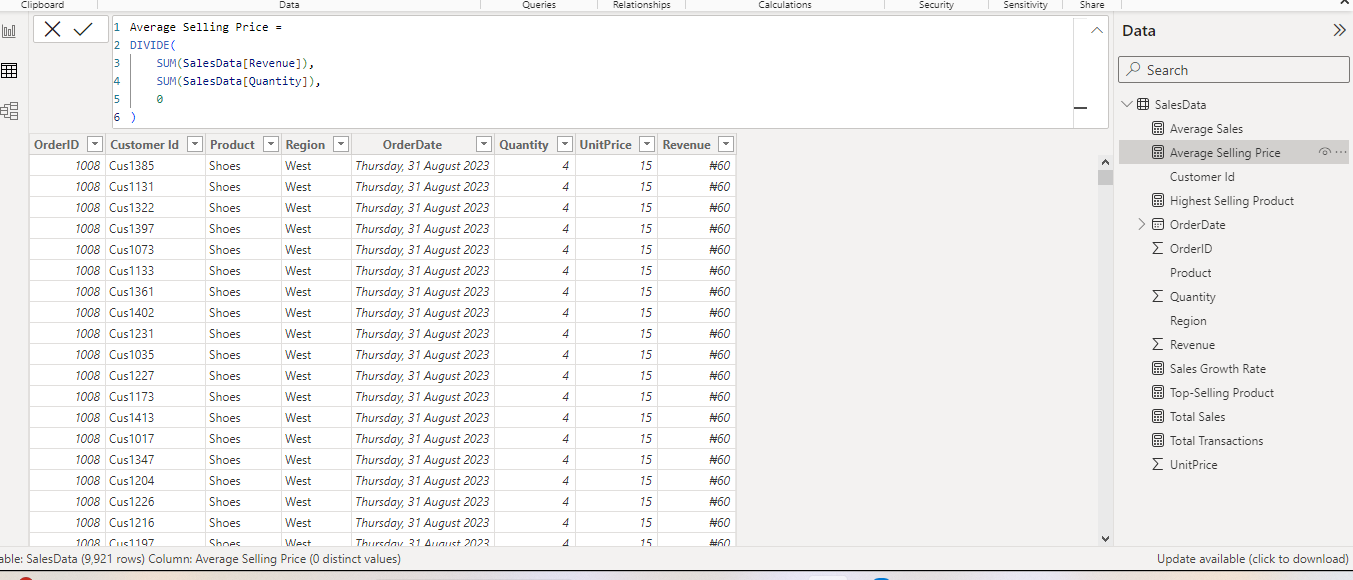 Clipboard Data Queries Relationships Calculations Security Sensitivity Share
1 Average Selling Price =
2 DIVIDE(
3 SUM(SalesData[Revenue]),
4 SUM(SalesData[Quantity]),
5 0
6 )
OrderID Customer Id Product Region OrderDate Quantity UnitPrice Revenue
1008 Cus1385 Shoes West Thursday, 31 August 2023 4 15 ₦60
1008 Cus1131 Shoes West Thursday, 31 August 2023 4 15 ₦60
1008 Cus1322 Shoes West Thursday, 31 August 2023 4 15 ₦60
1008 Cus1397 Shoes West Thursday, 31 August 2023 4 15 ₦60
1008 Cus1073 Shoes West Thursday, 31 August 2023 4 15 ₦60
1008 Cus1133 Shoes West Thursday, 31 August 2023 4 15 ₦60
1008 Cus1361 Shoes West Thursday, 31 August 2023 4 15 ₦60
1008 Cus1402 Shoes West Thursday, 31 August 2023 4 15 ₦60
1008 Cus1231 Shoes West Thursday, 31 August 2023 4 15 ₦60
1008 Cus1035 Shoes West Thursday, 31 August 2023 4 15 ₦60
1008 Cus1227 Shoes West Thursday, 31 August 2023 4 15 ₦60
1008 Cus1173 Shoes West Thursday, 31 August 2023 4 15 ₦60
1008 Cus1413 Shoes West Thursday, 31 August 2023 4 15 ₦60
1008 Cus1017 Shoes West Thursday, 31 August 2023 4 15 ₦60
1008 Cus1347 Shoes West Thursday, 31 August 2023 4 15 ₦60
1008 Cus1204 Shoes West Thursday, 31 August 2023 4 15 ₦60
1008 Cus1226 Shoes West Thursday, 31 August 2023 4 15 ₦60
1008 Cus1216 Shoes West Thursday, 31 August 2023 4 15 ₦60
1008 Cus1197 Shoes West Thursday, 31 August 2023 4 15 ₦60
Data
Search
SalesData
Average Sales
Average Selling Price
Customer Id
Highest Selling Product
OrderDate
OrderID
Product
Quantity
Region
Revenue
Sales Growth Rate
Top-Selling Product
Total Sales
Total Transactions
UnitPrice
able: SalesData (9,921 rows) Column: Average Selling Price (0 distinct values)
Update available (click to download)